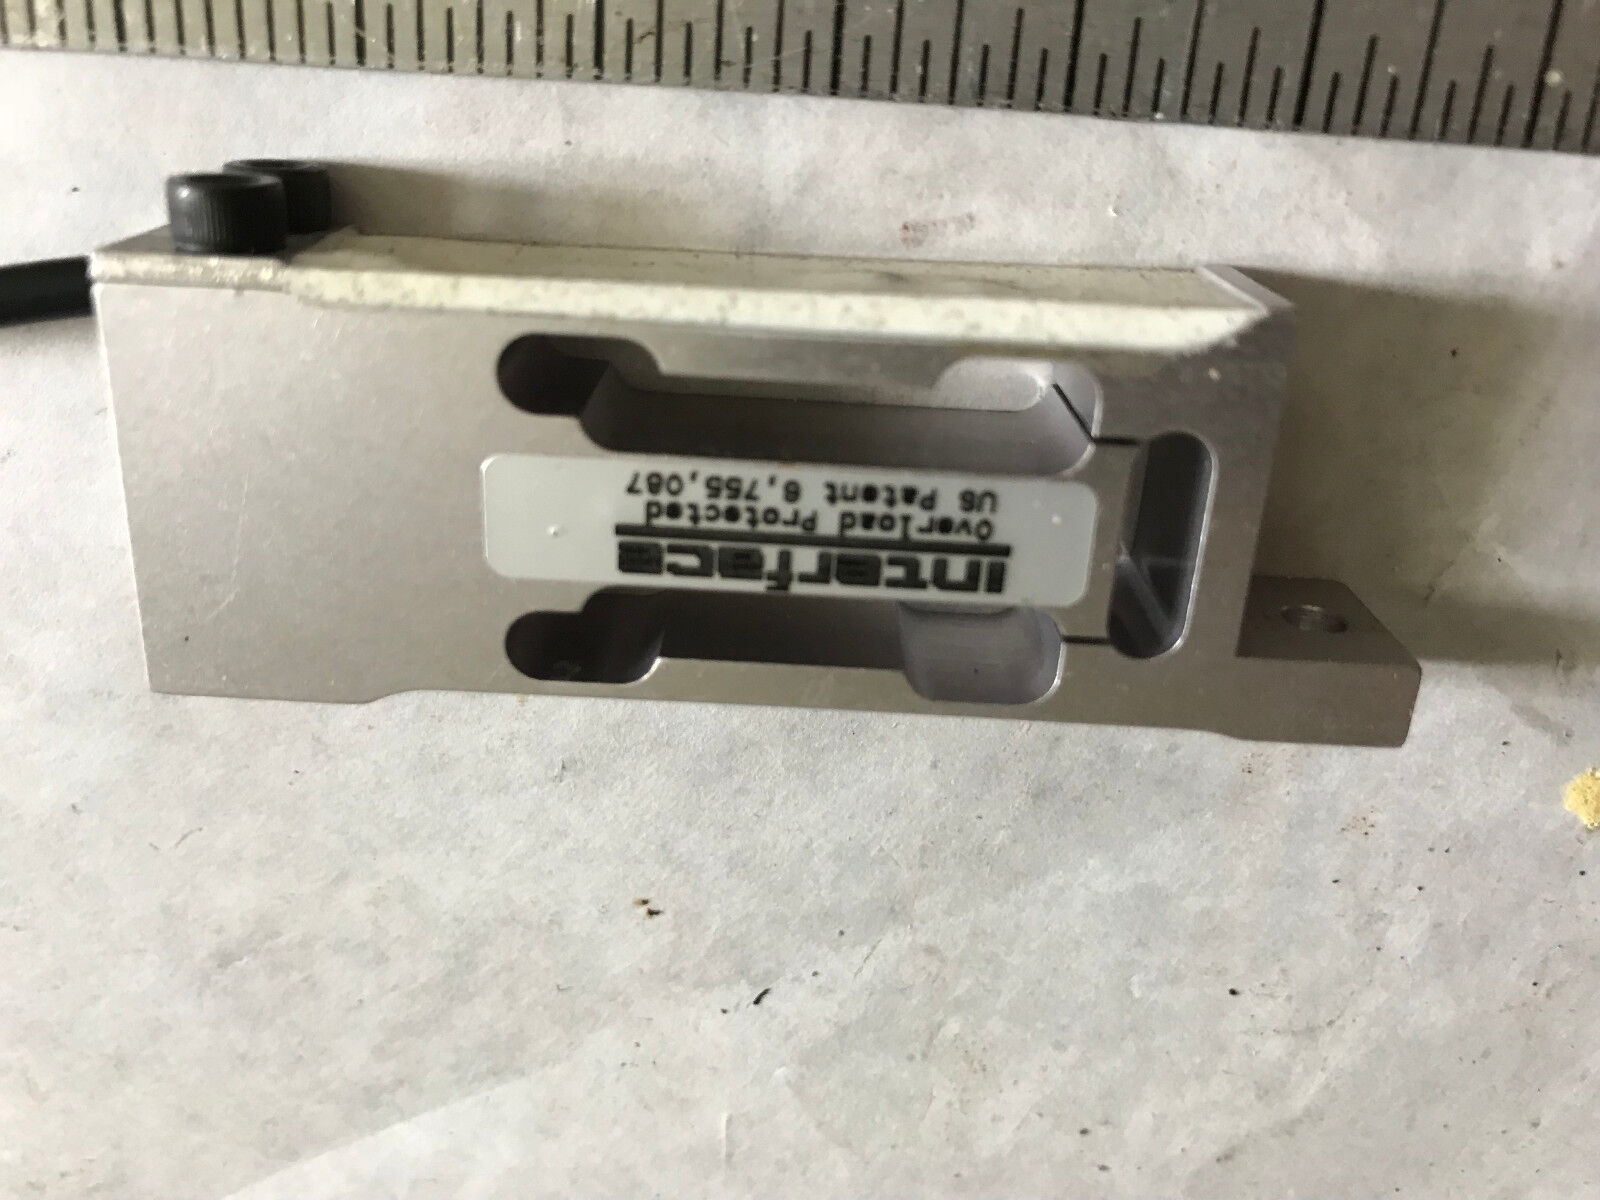 interface
Overload Protected
US Patent 6,755,087